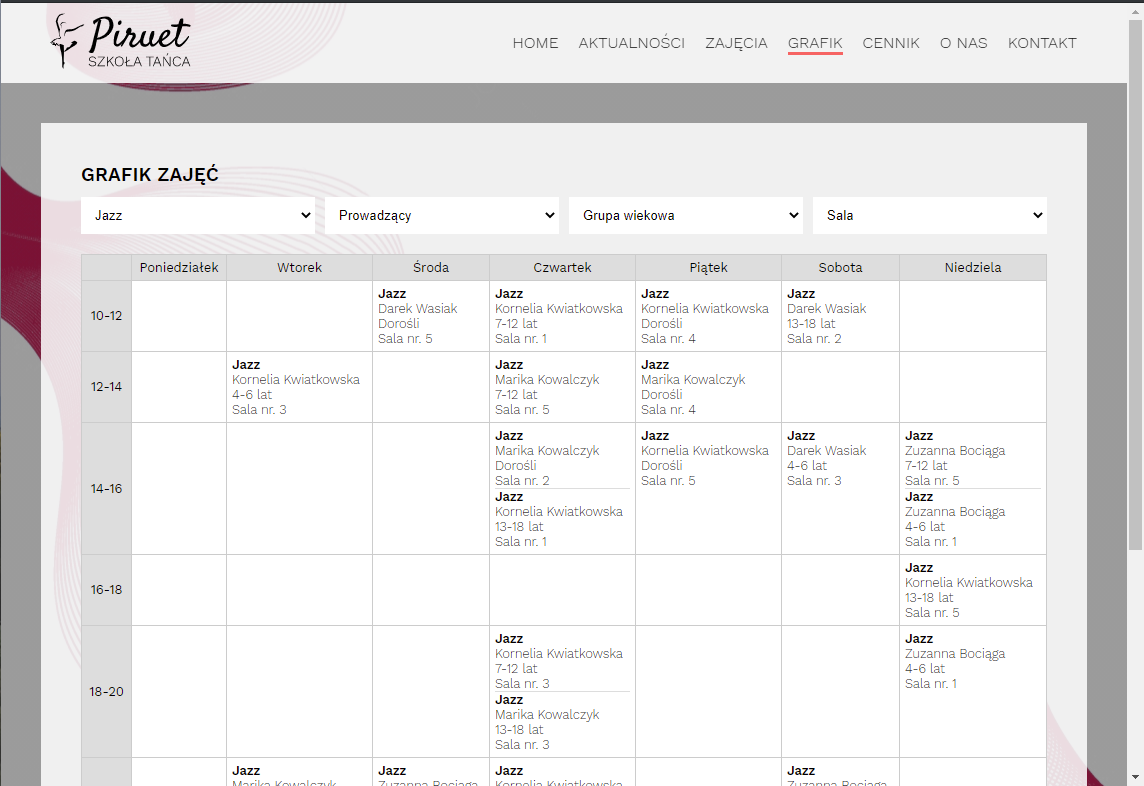 Piruet
SZKOŁA TAŃCA
HOME AKTUALNOŚCI ZAJĘCIA GRAFIK CENNIK O NAS KONTAKT
GRAFIK ZAJĘĆ
Jazz Prowadzący Grupa wiekowa Sala
Poniedziałek Wtorek Środa Czwartek Piątek Sobota Niedziela
10-12
Jazz Jazz Jazz Jazz
Darek Wasiak Kornelia Kwiatkowska Kornelia Kwiatkowska Darek Wasiak
Dorośli 7-12 lat Dorośli 13-18 lat
Sala nr. 5 Sala nr. 1 Sala nr. 4 Sala nr. 2
12-14
Jazz Jazz Jazz
Kornelia Kwiatkowska Marika Kowalczyk Marika Kowalczyk
4-6 lat 7-12 lat Dorośli
Sala nr. 3 Sala nr. 5 Sala nr. 4
14-16
Jazz Jazz Jazz Jazz
Marika Kowalczyk Kornelia Kwiatkowska Darek Wasiak Zuzanna Bociąga
Dorośli Dorośli 4-6 lat 7-12 lat
Sala nr. 2 Sala nr. 5 Sala nr. 3 Sala nr. 5
Jazz Jazz
Kornelia Kwiatkowska Zuzanna Bociąga
13-18 lat 4-6 lat
Sala nr. 1 Sala nr. 1
16-18
Jazz
Kornelia Kwiatkowska
13-18 lat
Sala nr. 5
18-20
Jazz Jazz
Kornelia Kwiatkowska Zuzanna Bociąga
7-12 lat 4-6 lat
Sala nr. 3 Sala nr. 1
Jazz
Marika Kowalczyk
13-18 lat
Sala nr. 3
Jazz Jazz Jazz Jazz
Marika Kowalczyk Zuzanna Bociąga Kornelia Kwiatkowska Zuzanna Bociąga